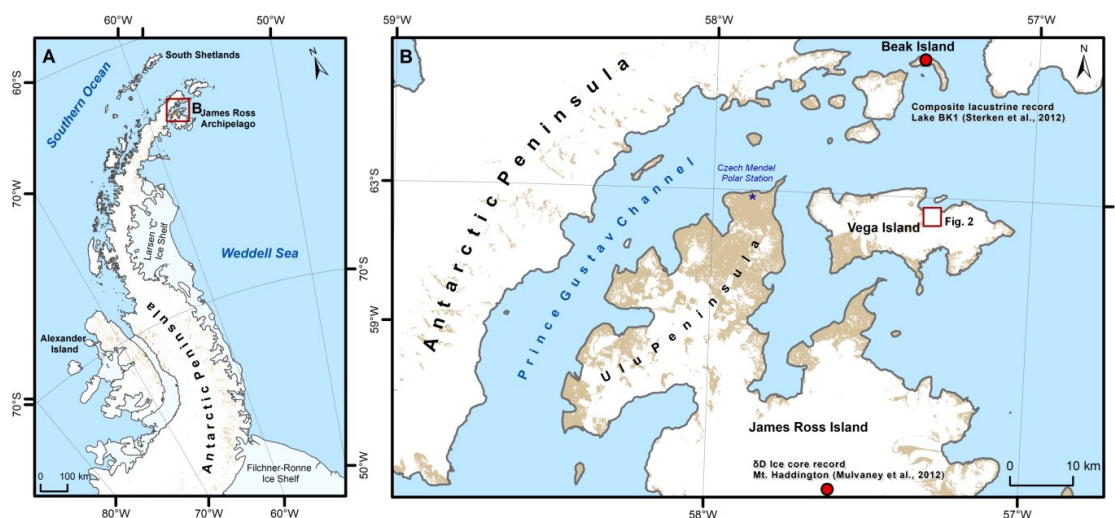 60°W
50°W
A
South Shetlands
N
Southern Ocean
60°S
B
James Ross
Archipelago
70°W
Larsen 'C'
Ice Shelf
Weddell Sea
70°S
Antarctic Peninsula
Alexander
Island
70°S
Filchner-Ronne
Ice Shelf
0 100 km
50°W
80°W
70°W
60°W
59°W
58°W
57°W
B
Beak Island
N
Composite lacustrine record
Lake BK1 (Sterken et al., 2012)
Antarctic Peninsula
Czech Mendel
Polar Station
*
63°S
Prince Gustav Channel
Vega Island
Fig. 2
Ulu Peninsula
59°W
James Ross Island
δD Ice core record
Mt. Haddington (Mulvaney et al., 2012)
0 10 km
58°W
57°W